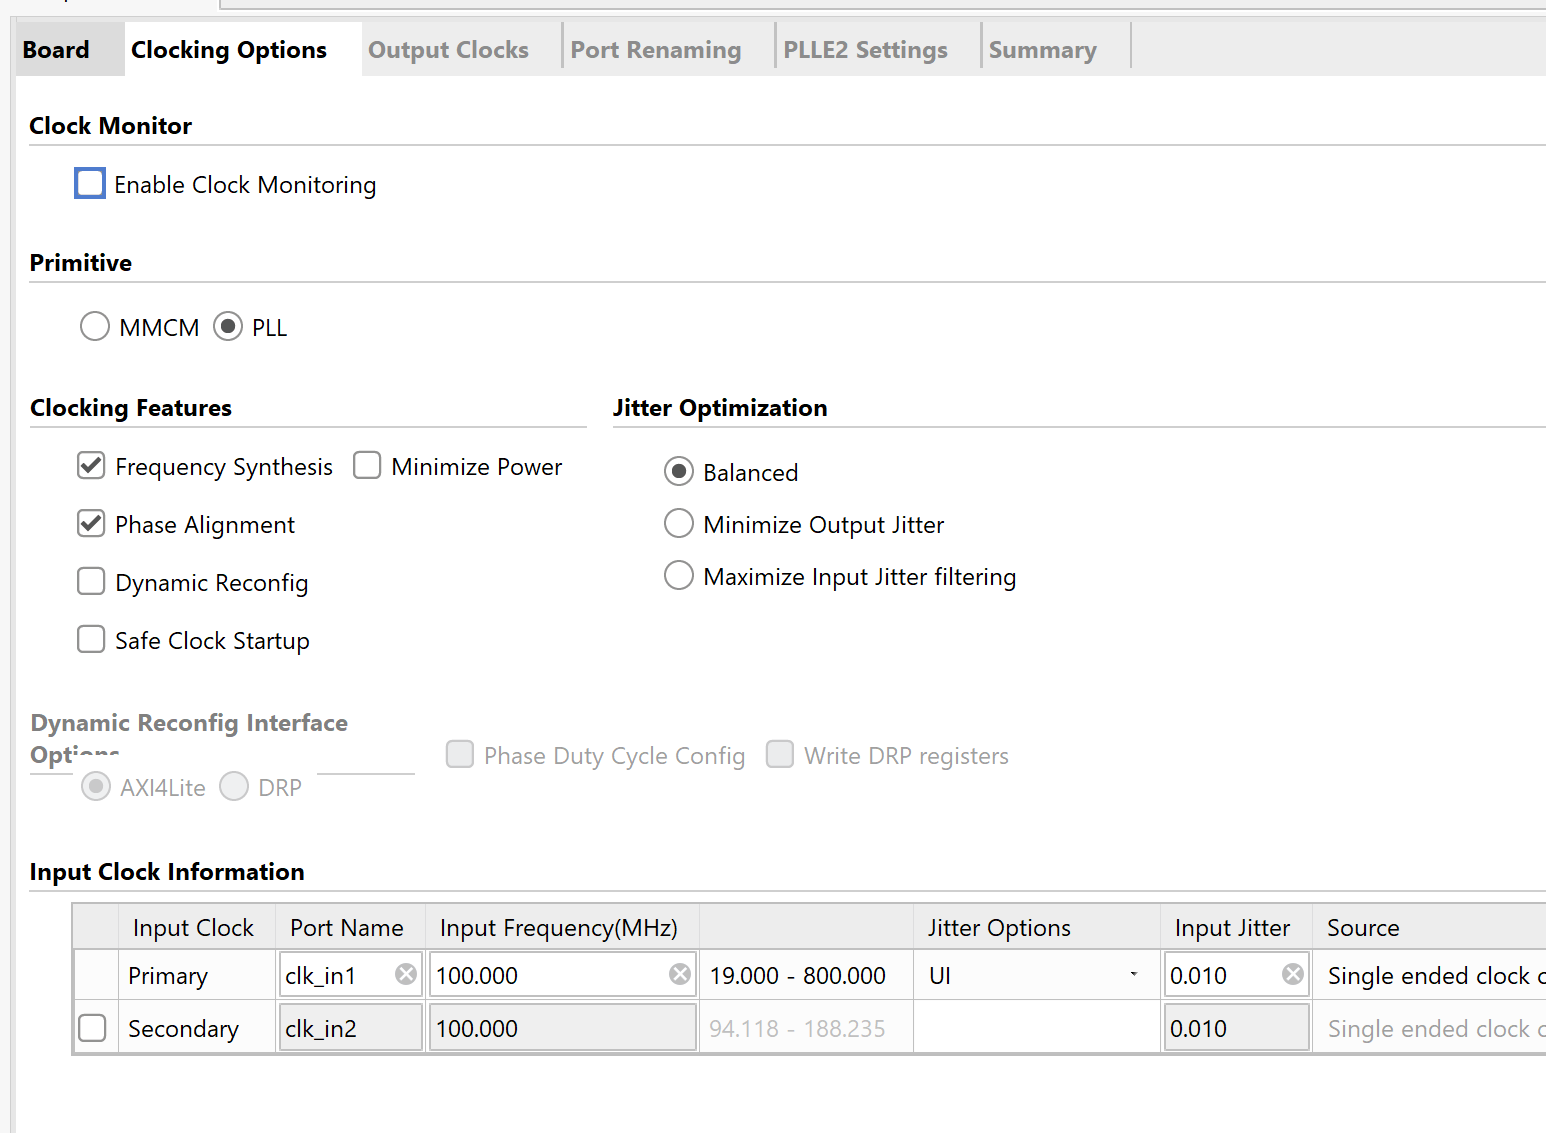 Board Clocking Options Output Clocks Port Renaming PLLE2 Settings Summary
Clock Monitor
Enable Clock Monitoring
Primitive
MMCM PLL
Clocking Features Jitter Optimization
Frequency Synthesis Minimize Power
Balanced
Phase Alignment
Minimize Output Jitter
Dynamic Reconfig
Maximize Input Jitter filtering
Safe Clock Startup
Dynamic Reconfig Interface
Options
Phase Duty Cycle Config Write DRP registers
AXI4Lite DRP
Input Clock Information
Input Clock Port Name Input Frequency(MHz) Jitter Options Input Jitter Source
Primary clk_in1 100.000 19.000 - 800.000 UI 0.010 Single ended clock
Secondary clk_in2 100.000 94.118 - 188.235 0.010 Single ended clock